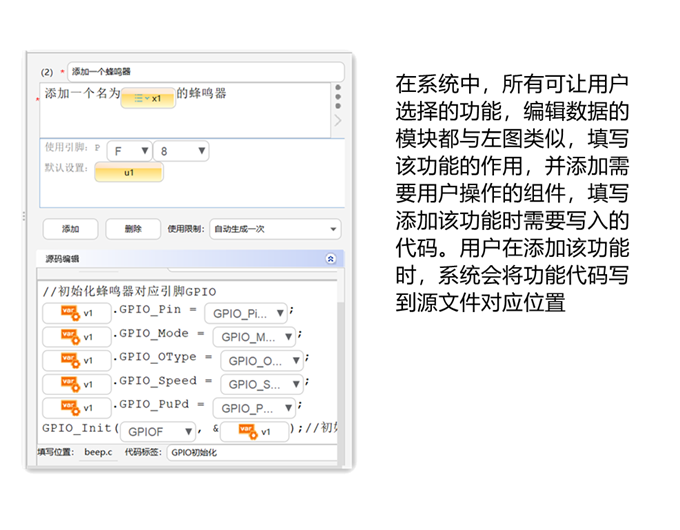 (2) * 添加一个蜂鸣器
* 添加一个名为 x1 的蜂鸣器
使用引脚: P F 8
默认设置: u1
添加 删除 使用限制: 自动生成一次
源码编辑
//初始化蜂鸣器对应引脚GPIO
var v1 .GPIO_Pin = GPIO_Pi... ;
var v1 .GPIO_Mode = GPIO_M... ;
var v1 .GPIO_OType = GPIO_O... ;
var v1 .GPIO_Speed = GPIO_S... ;
var v1 .GPIO_PuPd = GPIO_P... ;
GPIO_Init( GPIOF , & var v1 );//初
填写位置: beep.c 代码标签: GPIO初始化
在系统中，所有可让用户
选择的功能，编辑数据的
模块都与左图类似，填写
该功能的作用，并添加需
要用户操作的组件，填写
添加该功能时需要写入的
代码。用户在添加该功能
时，系统会将功能代码写
到源文件对应位置